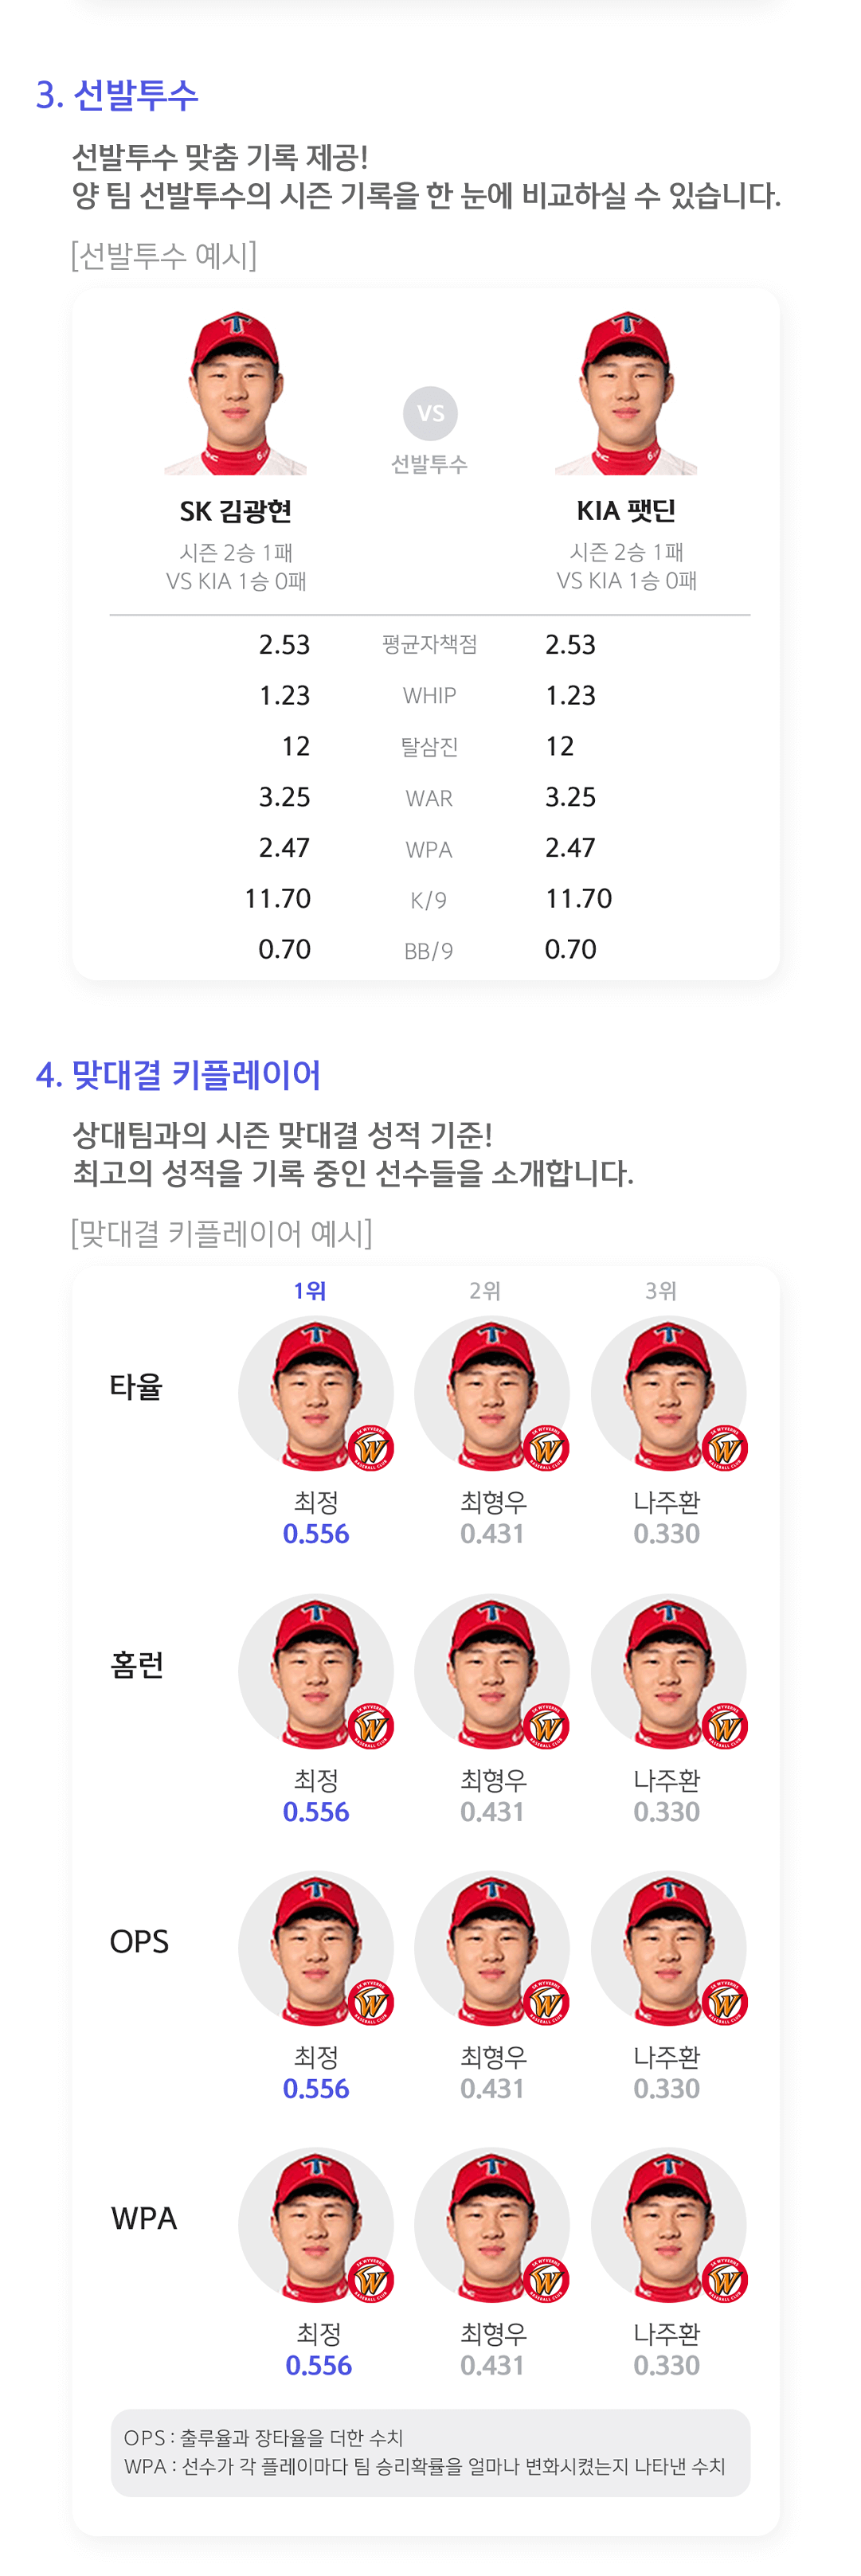 3. 선발투수
선발투수 맞춤 기록 제공!
양 팀 선발투수의 시즌 기록을 한 눈에 비교하실 수 있습니다.
[선발투수 예시]
VS
선발투수
SK 김광현
KIA 팻딘
시즌 2승 1패
시즌 2승 1패
VS KIA 1승 0패
VS KIA 1승 0패
2.53 평균자책점 2.53
1.23 WHIP 1.23
12 탈삼진 12
3.25 WAR 3.25
2.47 WPA 2.47
11.70 K/9 11.70
0.70 BB/9 0.70
4. 맞대결 키플레이어
상대팀과의 시즌 맞대결 성적 기준!
최고의 성적을 기록 중인 선수들을 소개합니다.
[맞대결 키플레이어 예시]
1위 2위 3위
타율
최정 최형우 나주환
0.556 0.431 0.330
홈런
최정 최형우 나주환
0.556 0.431 0.330
OPS
최정 최형우 나주환
0.556 0.431 0.330
WPA
최정 최형우 나주환
0.556 0.431 0.330
OPS : 출루율과 장타율을 더한 수치
WPA : 선수가 각 플레이마다 팀 승리확률을 얼마나 변화시켰는지 나타낸 수치